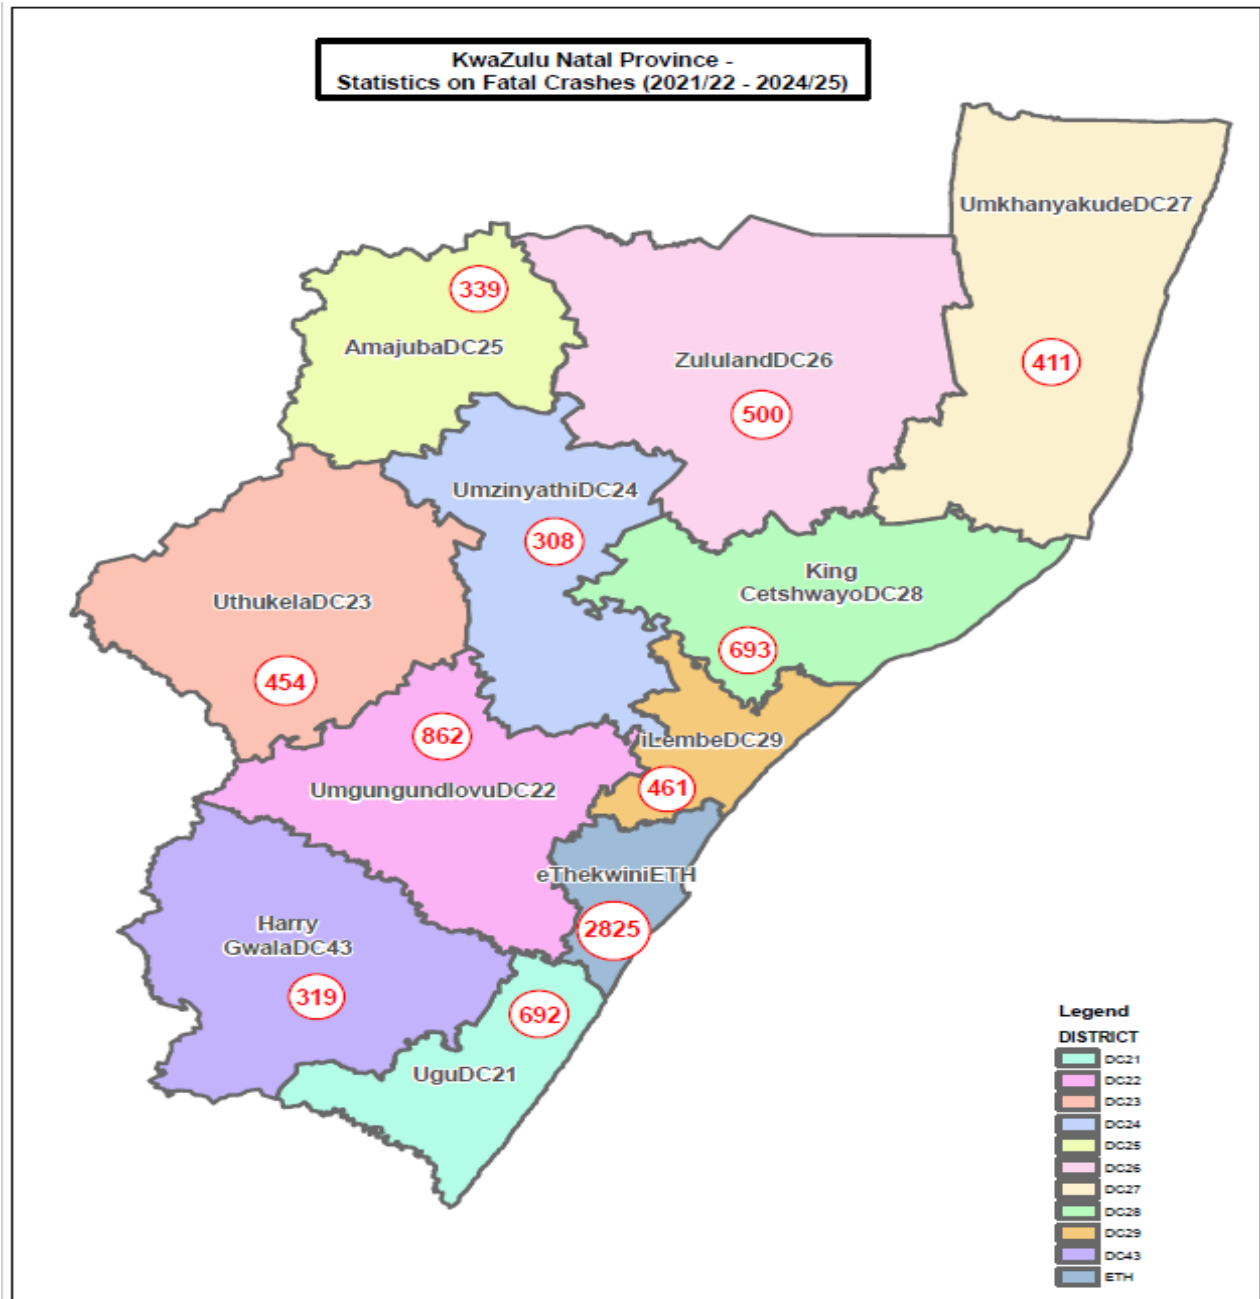 KwaZulu Natal Province -
Statistics on Fatal Crashes (2021/22 - 2024/25)
UmkhanyakudeDC27
339
AmajubaDC25
ZululandDC26
411
500
UmzinyathiDC24
308
King
CetshwayoDC28
UthukelaDC23
693
454
862
iLembeDC29
UmgungundlovuDC22
461
eThekwiniETH
Harry
GwalaDC43
2825
319
692
UguDC21
Legend
DISTRICT
DC21
DC22
DC23
DC24
DC25
DC26
DC27
DC28
DC29
DC43
ETH